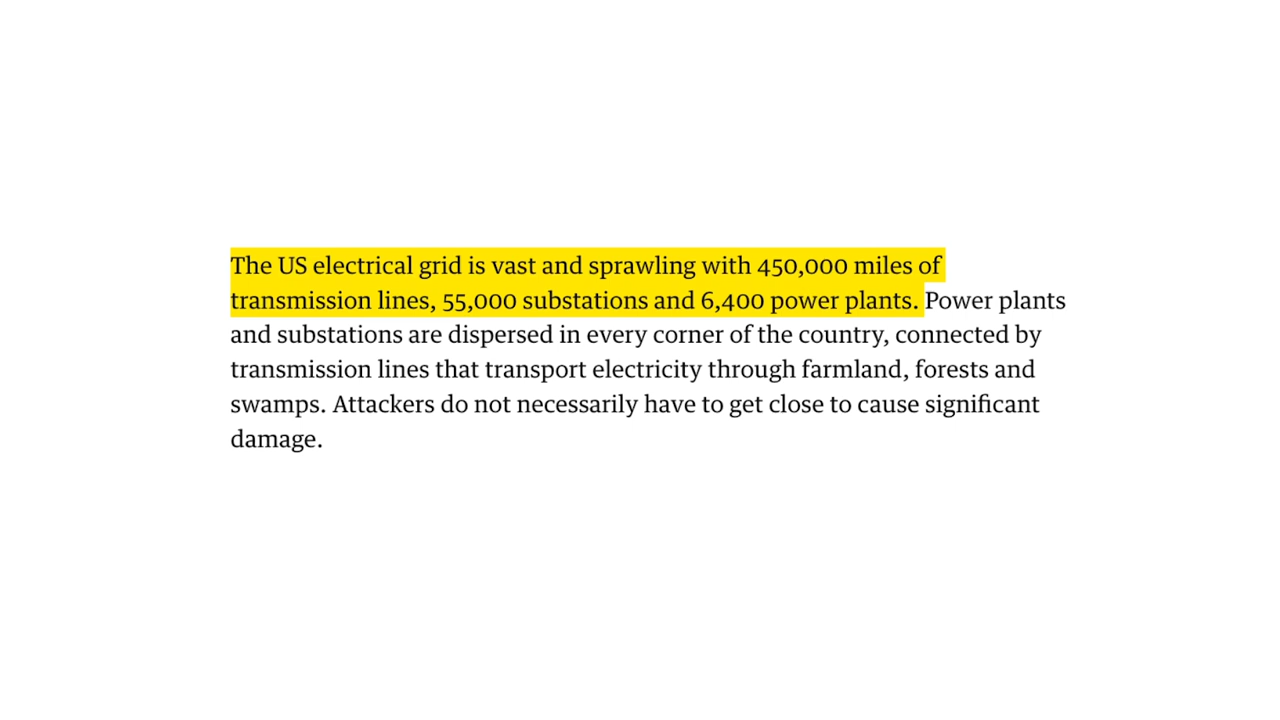 The US electrical grid is vast and sprawling with 450,000 miles of
transmission lines, 55,000 substations and 6,400 power plants. Power plants
and substations are dispersed in every corner of the country, connected by
transmission lines that transport electricity through farmland, forests and
swamps. Attackers do not necessarily have to get close to cause significant
damage.